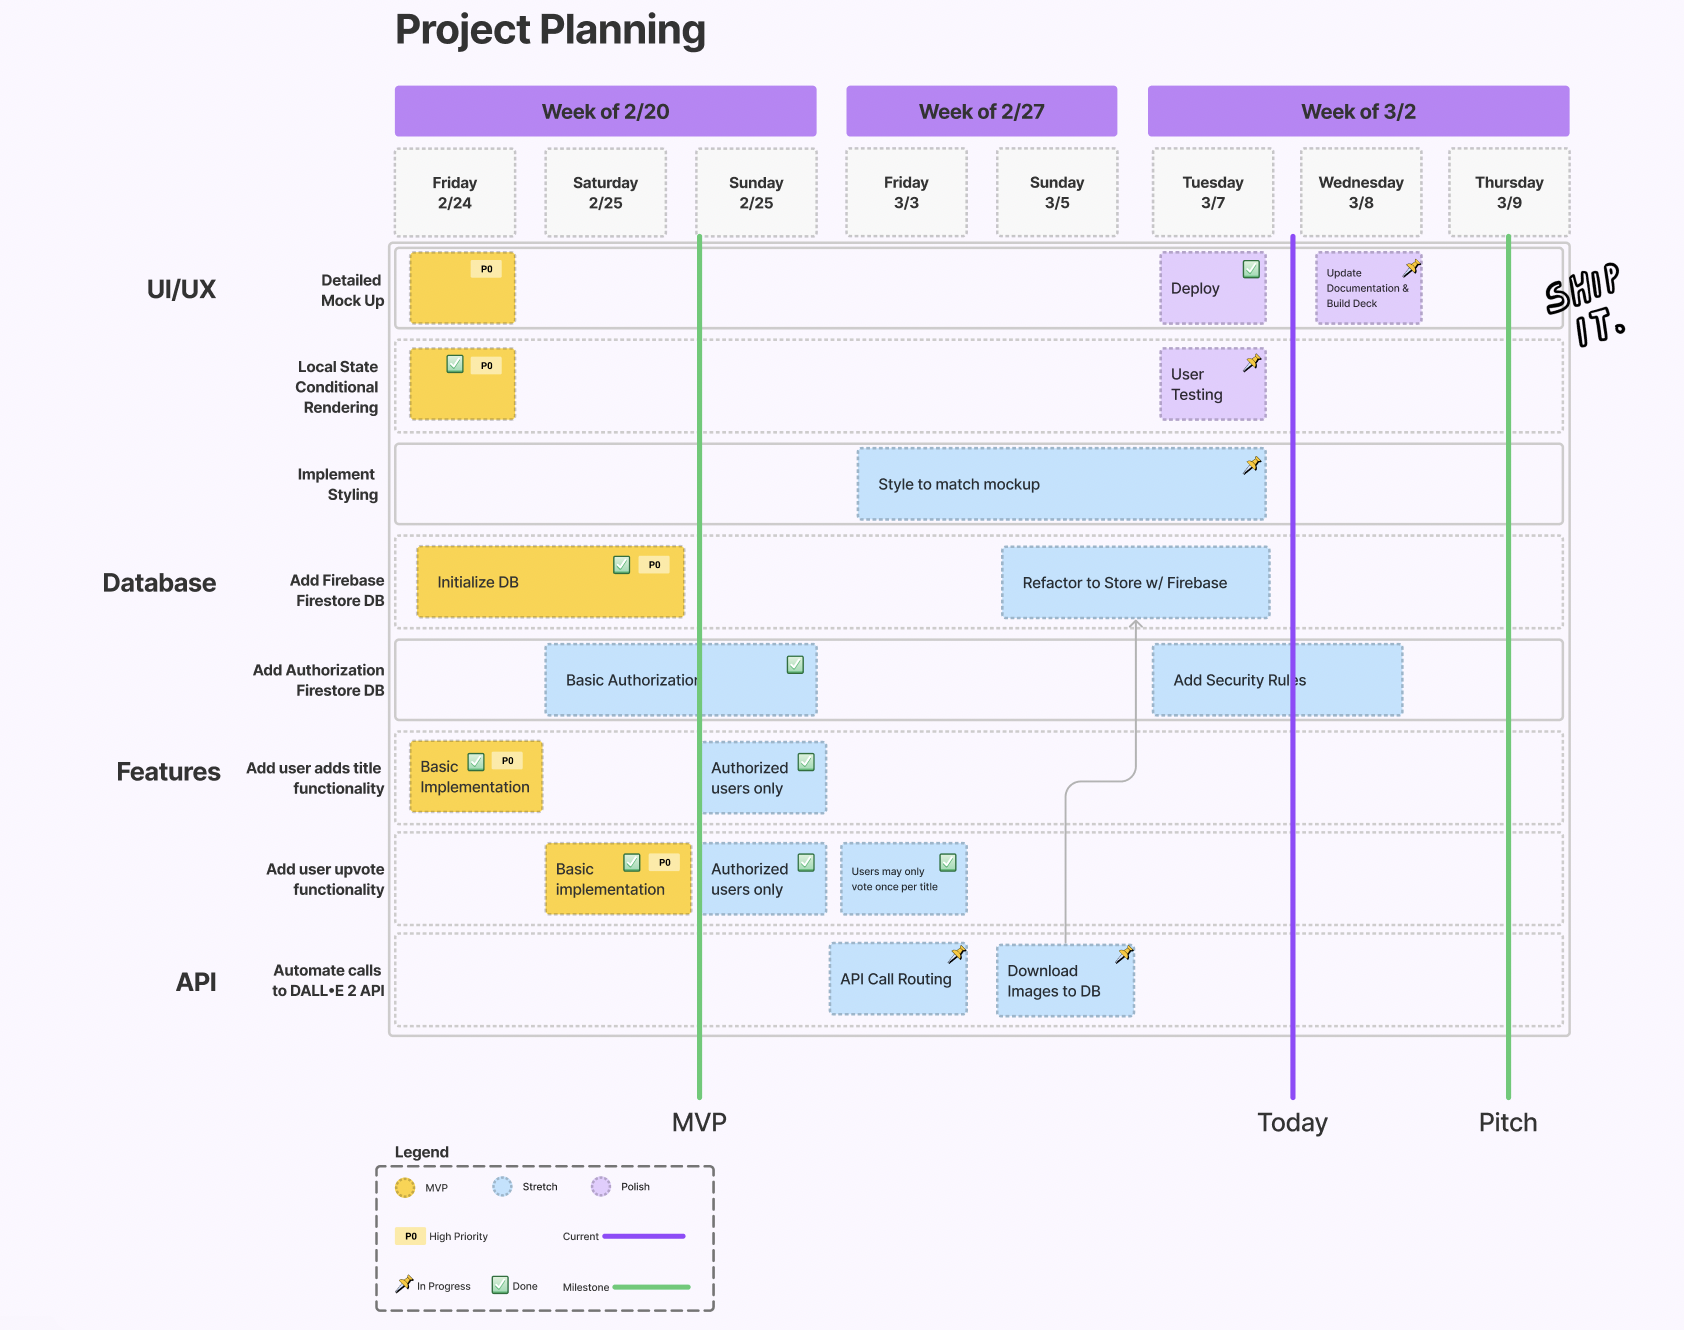 Project Planning
Week of 2/20
Week of 2/27
Week of 3/2
Friday
2/24
Saturday
2/25
Sunday
2/25
Friday
3/3
Sunday
3/5
Tuesday
3/7
Wednesday
3/8
Thursday
3/9
UI/UX
Detailed
Mock Up
P0
Deploy
Update
Documentation &
Build Deck
SHIP
IT.
Local State
Conditional
Rendering
P0
User
Testing
Implement
Styling
Style to match mockup
Database
Add Firebase
Firestore DB
Initialize DB
P0
Refactor to Store w/ Firebase
Add Authorization
Firestore DB
Basic Authorization
Add Security Rules
Features
Add user adds title
functionality
Basic
Implementation
P0
Authorized
users only
Add user upvote
functionality
Basic
implementation
P0
Authorized
users only
Users may only
vote once per title
API
Automate calls
to DALL•E 2 API
API Call Routing
Download
Images to DB
MVP
Today
Pitch
Legend
MVP
Stretch
Polish
P0 High Priority
Current
In Progress
Done
Milestone